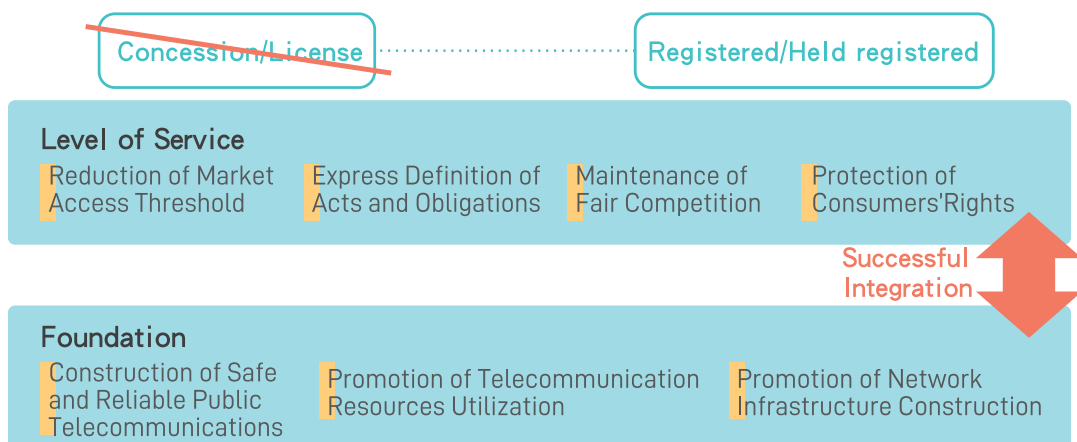 Concession/License
Registered/Held registered
Level of Service
Reduction of Market
Access Threshold
Express Definition of
Acts and Obligations
Maintenance of
Fair Competition
Protection of
Consumers'Rights
Successful
Integration
Foundation
Construction of Safe
and Reliable Public
Telecommunications
Promotion of Telecommunication
Resources Utilization
Promotion of Network
Infrastructure Construction